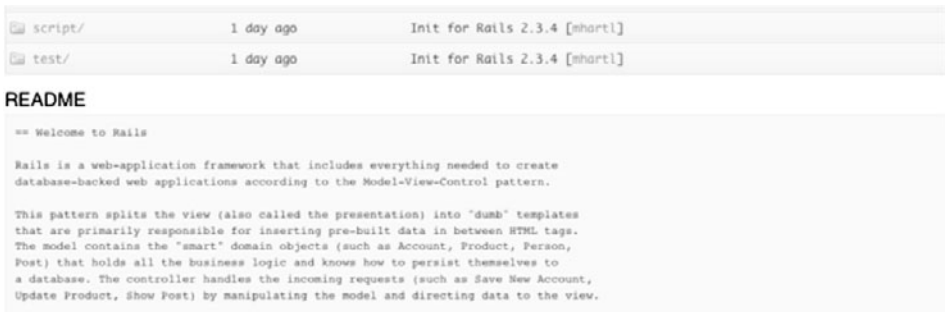 script/ 1 day ago Init for Rails 2.3.4 [mhartl]
test/ 1 day ago Init for Rails 2.3.4 [mhartl]
README
== Welcome to Rails
Rails is a web-application framework that includes everything needed to create
database-backed web applications according to the Model-View-Control pattern.
This pattern splits the view (also called the presentation) into "dumb" templates
that are primarily responsible for inserting pre-built data in between HTML tags.
The model contains the "smart" domain objects (such as Account, Product, Person,
Post) that holds all the business logic and knows how to persist themselves to
a database. The controller handles the incoming requests (such as Save New Account,
Update Product, Show Post) by manipulating the model and directing data to the view.